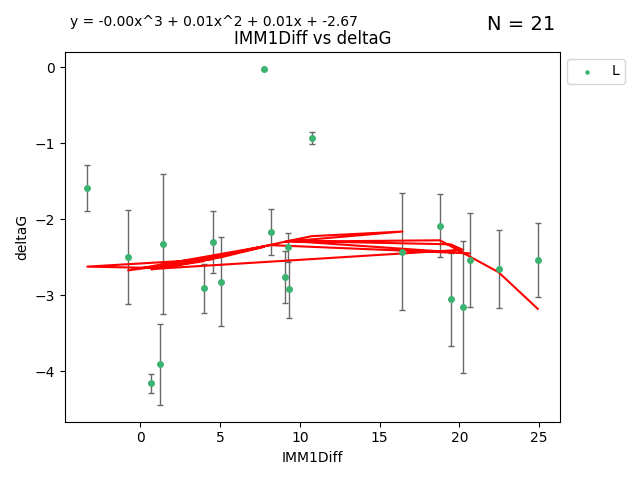 y = -0.00x^3 + 0.01x^2 + 0.01x + -2.67
N = 21
IMM1Diff vs deltaG
L
0
−1
−2
−3
−4
deltaG
0 5 10 15 20 25
IMM1Diff